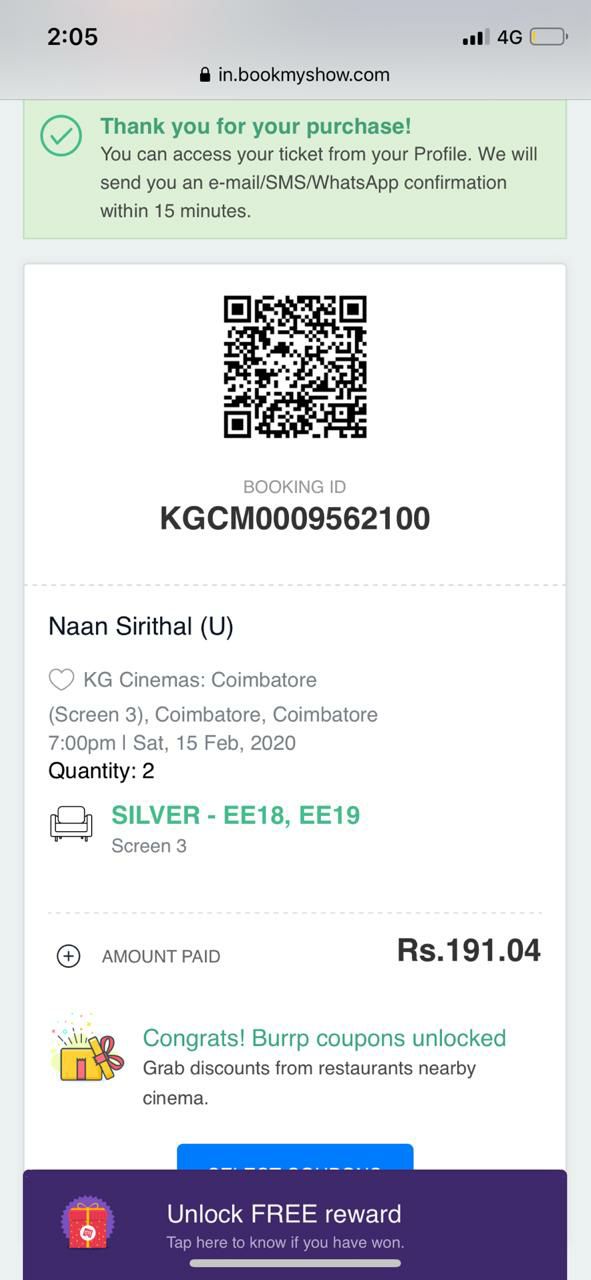 2:05
4G
in.bookmyshow.com
Thank you for your purchase!
You can access your ticket from your Profile. We will
send you an e-mail/SMS/WhatsApp confirmation
within 15 minutes.
BOOKING ID
KGCM0009562100
Naan Sirithal (U)
KG Cinemas: Coimbatore
(Screen 3), Coimbatore, Coimbatore
7:00pm | Sat, 15 Feb, 2020
Quantity: 2
SILVER - EE18, EE19
Screen 3
AMOUNT PAID
Rs.191.04
Congrats! Burrp coupons unlocked
Grab discounts from restaurants nearby
cinema.
SELECT COUPONS
Unlock FREE reward
Tap here to know if you have won.